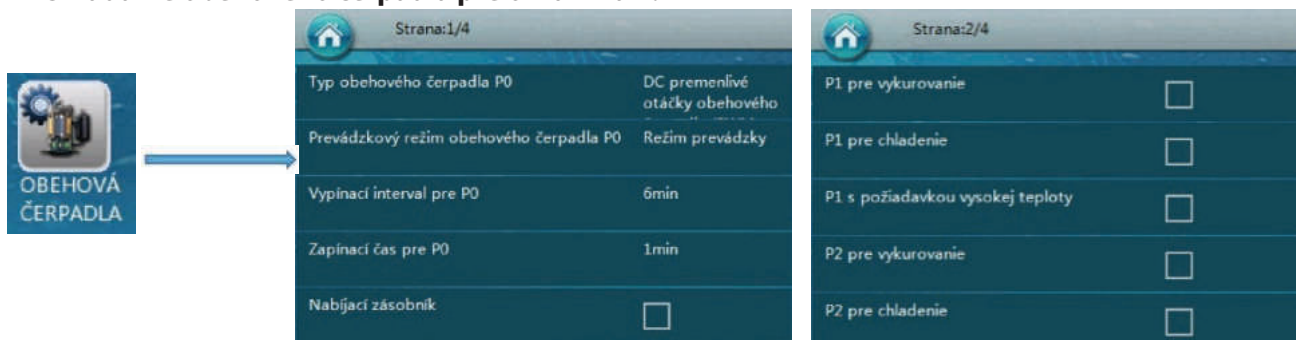 Strana:1/4
Typ obehového čerpadla P0
DC premenlivé
otáčky obehového
Prevádzkový režim obehového čerpadla P0
Režim prevádzky
Vypínací interval pre P0
6min
Zapínací čas pre P0
1min
Nabíjací zásobník
Strana:2/4
P1 pre vykurovanie
P1 pre chladenie
P1 s požiadavkou vysokej teploty
P2 pre vykurovanie
P2 pre chladenie
OBEHOVÁ
ČERPADLA